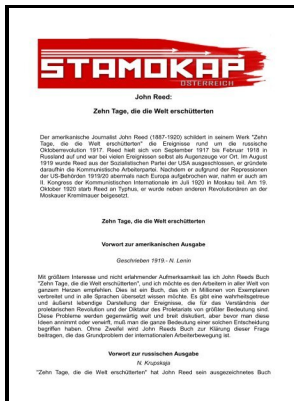 STAMOKAP
ÖSTERREICH
John Reed:
Zehn Tage, die die Welt erschütterten
Der amerikanische Journalist John Reed (1887-1920) schildert in seinem Werk "Zehn
Tage, die die Welt erschütterten" die Ereignisse rund um die russische
Oktoberrevolution 1917. Reed hielt sich von September 1917 bis Februar 1918 in
Russland auf und war bei vielen Ereignissen selbst als Augenzeuge vor Ort. Im August
1919 wurde Reed aus der Sozialistischen Partei der USA ausgeschlossen, er gründete
daraufhin die Kommunistische Arbeiterpartei. Nachdem er aufgrund der Repressionen
der US-Behörden 1919/20 abermals nach Europa aufgebrochen war, nahm er auch am
II. Kongress der Kommunistischen Internationale im Juli 1920 in Moskau teil. Am 19.
Oktober 1920 starb Reed an Typhus, er wurde neben anderen Revolutionären an der
Moskauer Kremlmauer beigesetzt.
Zehn Tage, die die Welt erschütterten
Vorwort zur amerikanischen Ausgabe
Geschrieben 1919.- N. Lenin
Mit größtem Interesse und nicht erlahmender Aufmerksamkeit las ich John Reeds Buch
"Zehn Tage, die die Welt erschütterten", und ich möchte es den Arbeitern in aller Welt von
ganzem Herzen empfehlen. Dies ist ein Buch, das ich in Millionen von Exemplaren
verbreitet und in alle Sprachen übersetzt wissen möchte. Es gibt eine wahrheitsgetreue
und äußerst lebendige Darstellung der Ereignisse, die für das Verständnis der
proletarischen Revolution und der Diktatur des Proletariats von größter Bedeutung sind.
Diese Probleme werden gegenwärtig weit und breit diskutiert, aber bevor man diese
Ideen annimmt oder verwirft, muß man die ganze Bedeutung einer solchen Entscheidung
begriffen haben. Ohne Zweifel wird John Reeds Buch zur Klärung dieser Frage
beitragen, die das Grundproblem der internationalen Arbeiterbewegung ist.
Vorwort zur russischen Ausgabe
N. Krupskaja
"Zehn Tage, die die Welt erschütterten" hat John Reed sein ausgezeichnetes Buch